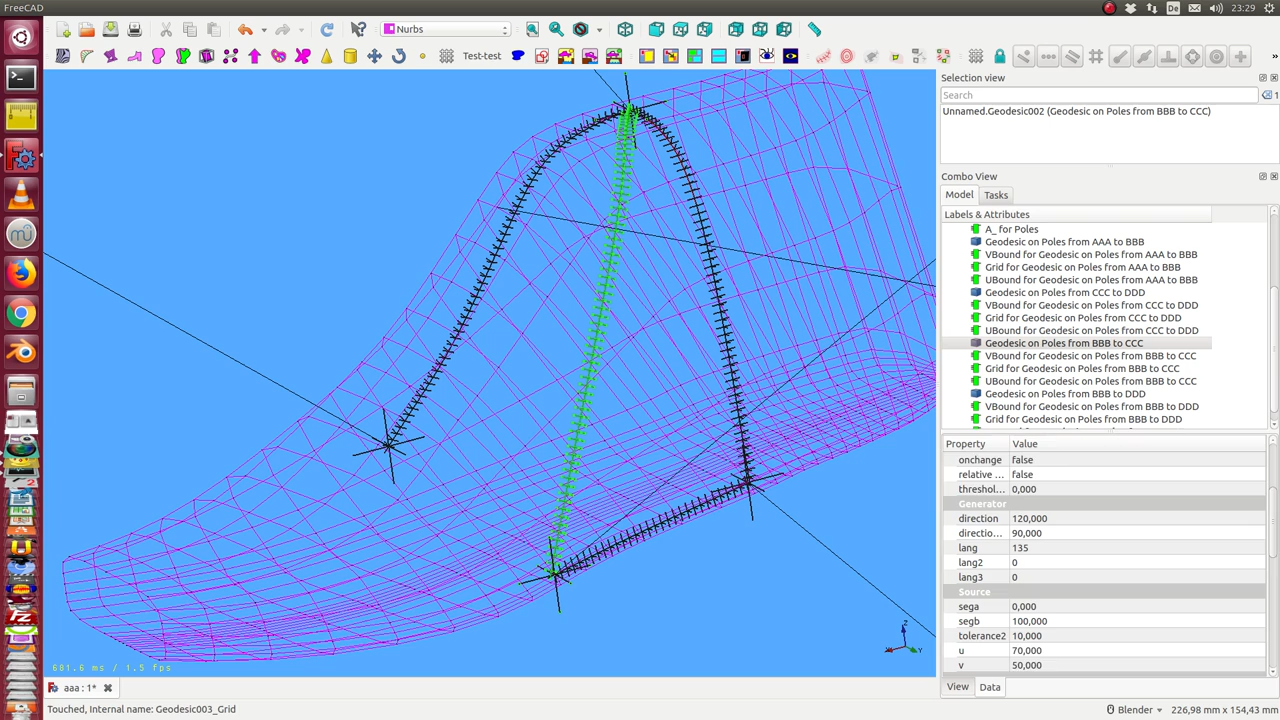 FreeCAD
De
23:29
Nurbs
Test-test
»
Selection view
Search
1
Unnamed.Geodesic002 (Geodesic on Poles from BBB to CCC)
Combo View
Model
Tasks
Labels & Attributes
A_ for Poles
Geodesic on Poles from AAA to BBB
VBound for Geodesic on Poles from AAA to BBB
Grid for Geodesic on Poles from AAA to BBB
UBound for Geodesic on Poles from AAA to BBB
Geodesic on Poles from CCC to DDD
VBound for Geodesic on Poles from CCC to DDD
Grid for Geodesic on Poles from CCC to DDD
UBound for Geodesic on Poles from CCC to DDD
Geodesic on Poles from BBB to CCC
VBound for Geodesic on Poles from BBB to CCC
Grid for Geodesic on Poles from BBB to CCC
UBound for Geodesic on Poles from BBB to CCC
Geodesic on Poles from BBB to DDD
VBound for Geodesic on Poles from BBB to DDD
Grid for Geodesic on Poles from BBB to DDD
Property Value
onchange false
relative ... false
threshol... 0,000
Generator
direction 120,000
directio... 90,000
lang 135
lang2 0
lang3 0
Source
sega 0,000
segb 100,000
tolerance2 10,000
u 70,000
v 50,000
View
Data
Z
Y
681.6 ms / 1.5 fps
aaa : 1*
Touched, Internal name: Geodesic003_Grid
Blender
226,98 mm x 154,43 mm